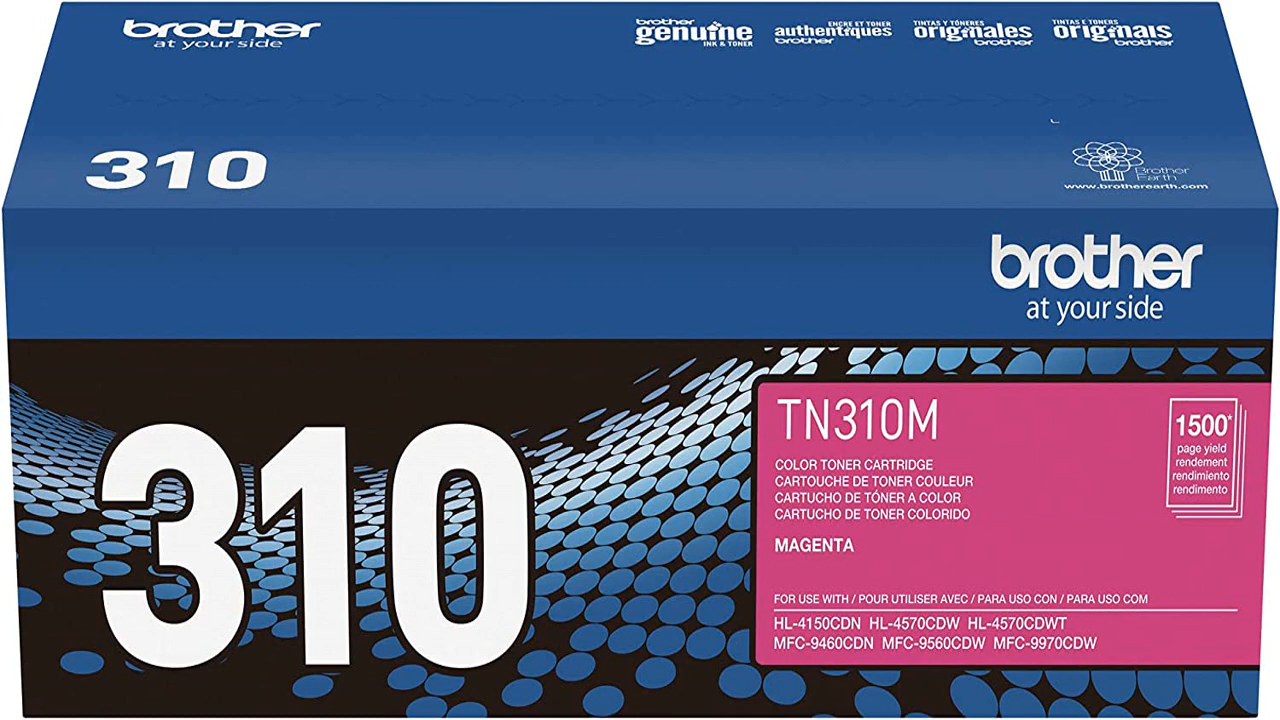 brother
at your side
brother
genuine
INK & TONER
ENCRE ET TONER
authentiques
brother
TINTAS Y TÓNERES
originales
brother
TINTAS E TONERS
originais
brother
310
Brother
Earth
www.brotherearth.com
brother
at your side
310
TN310M
COLOR TONER CARTRIDGE
CARTOUCHE DE TONER COULEUR
CARTUCHO DE TÓNER A COLOR
CARTUCHO DE TONER COLORIDO
MAGENTA
1500*
page yield
rendement
rendimiento
rendimento
FOR USE WITH / POUR UTILISER AVEC / PARA USO CON / PARA USO COM
HL-4150CDN HL-4570CDW HL-4570CDWT
MFC-9460CDN MFC-9560CDW MFC-9970CDW